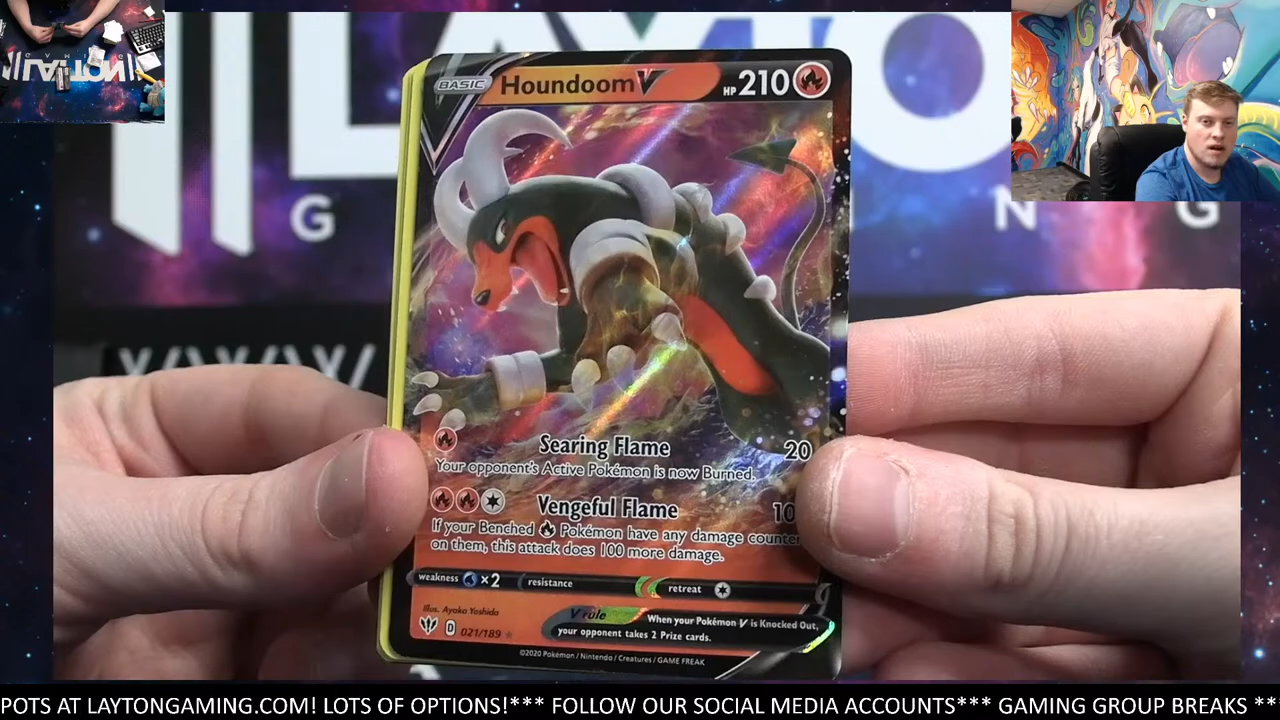 BASIC Houndoom V HP 210
Searing Flame 20
Your opponent's Active Pokémon is now Burned.
Vengeful Flame 10
If your Benched Pokémon have any damage counter
on them, this attack does 100 more damage.
weakness ×2 resistance retreat
Illus. Ayaka Yoshida
D 021/189
V rule When your Pokémon V is Knocked Out,
your opponent takes 2 Prize cards.
©2020 Pokémon / Nintendo / Creatures / GAME FREAK
G N G
POTS AT LAYTONGAMING.COM! LOTS OF OPTIONS!*** FOLLOW OUR SOCIAL MEDIA ACCOUNTS*** GAMING GROUP BREAKS **